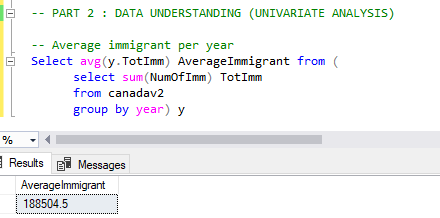 -- PART 2 : DATA UNDERSTANDING (UNIVARIATE ANALYSIS)
-- Average immigrant per year
Select avg(y.TotImm) AverageImmigrant from (
select sum(NumOfImm) TotImm
from canadav2
group by year) y
%
Results Messages
AverageImmigrant
188504.5